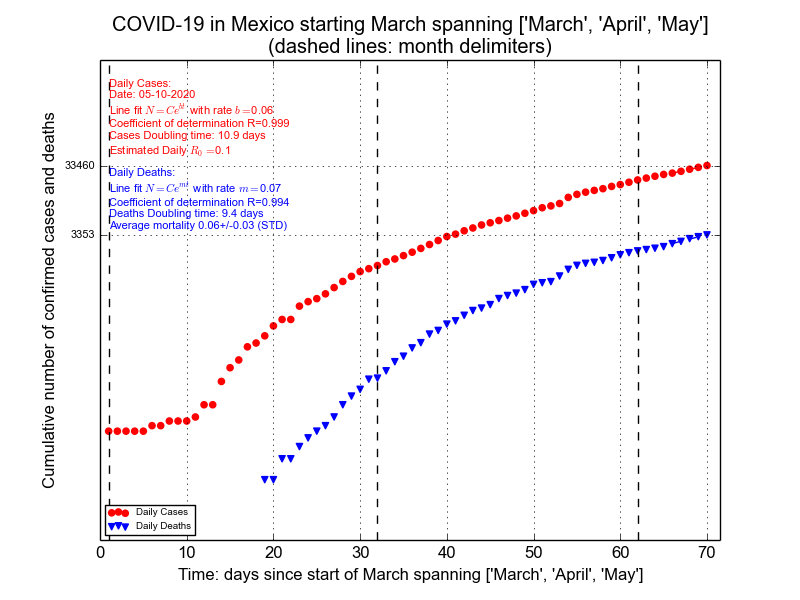 COVID-19 in Mexico starting March spanning ['March', 'April', 'May']
(dashed lines: month delimiters)
Daily Cases:
Date: 05-10-2020
Line fit N = Ce^{bt} with rate b = 0.06
Coefficient of determination R=0.999
Cases Doubling time: 10.9 days
Estimated Daily R_0 = 0.1
Daily Deaths:
Line fit N = Ce^{mt} with rate m = 0.07
Coefficient of determination R=0.994
Deaths Doubling time: 9.4 days
Average mortality 0.06+/-0.03 (STD)
33460
3353
Cumulative number of confirmed cases and deaths
Daily Cases
Daily Deaths
0 10 20 30 40 50 60 70
Time: days since start of March spanning ['March', 'April', 'May']